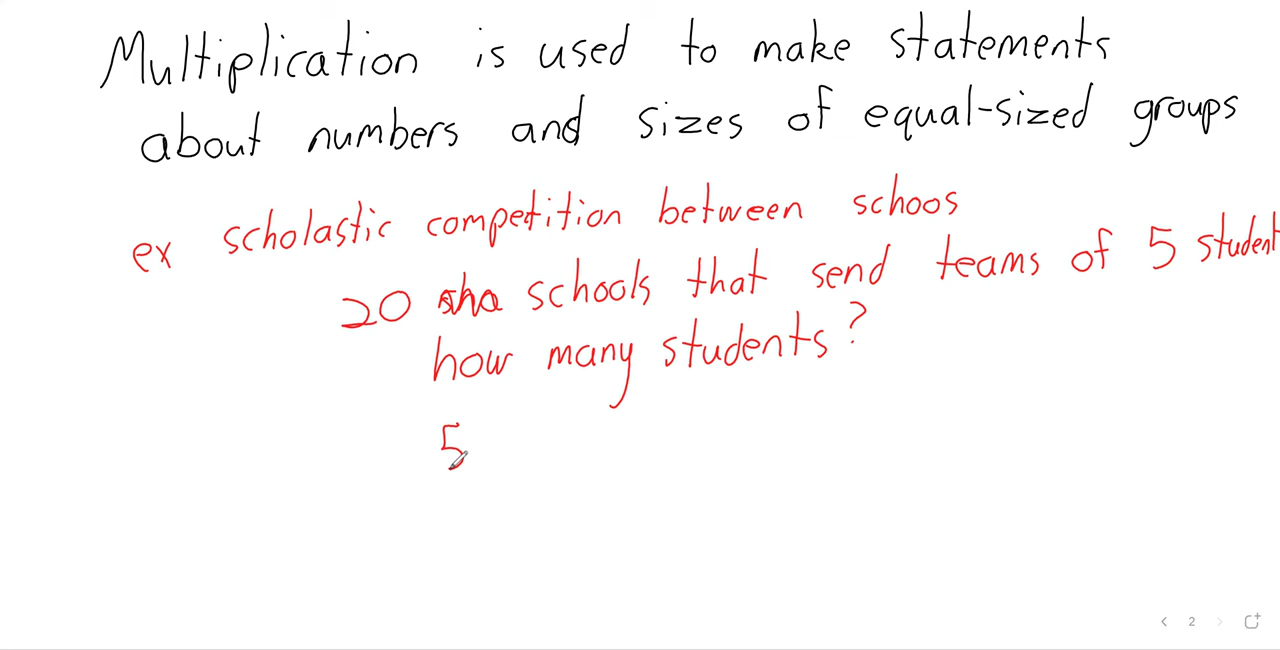 Multiplication is used to make statements
about numbers and sizes of equal-sized groups
ex scholastic competition between schoos
20 schools that send teams of 5 student
how many students?
5
2